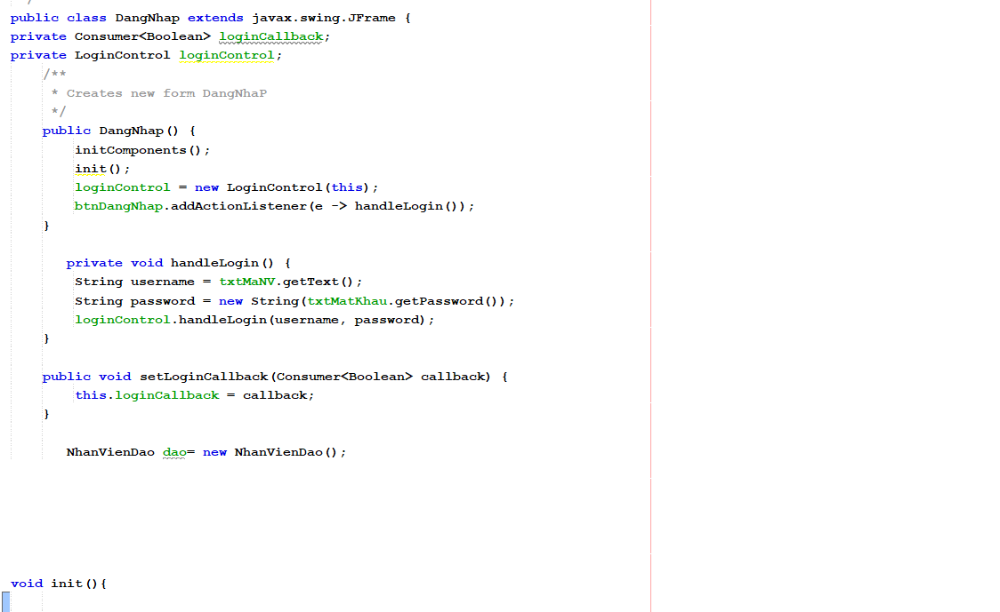 public class DangNhap extends javax.swing.JFrame {
private Consumer<Boolean> loginCallback;
private LoginControl loginControl;
/**
* Creates new form DangNhaP
*/
public DangNhap() {
initComponents();
init();
loginControl = new LoginControl(this);
btnDangNhap.addActionListener(e -> handleLogin());
}
private void handleLogin() {
String username = txtMaNV.getText();
String password = new String(txtMatKhau.getPassword());
loginControl.handleLogin(username, password);
}
public void setLoginCallback(Consumer<Boolean> callback) {
this.loginCallback = callback;
}
NhanVienDao dao= new NhanVienDao();
void init(){